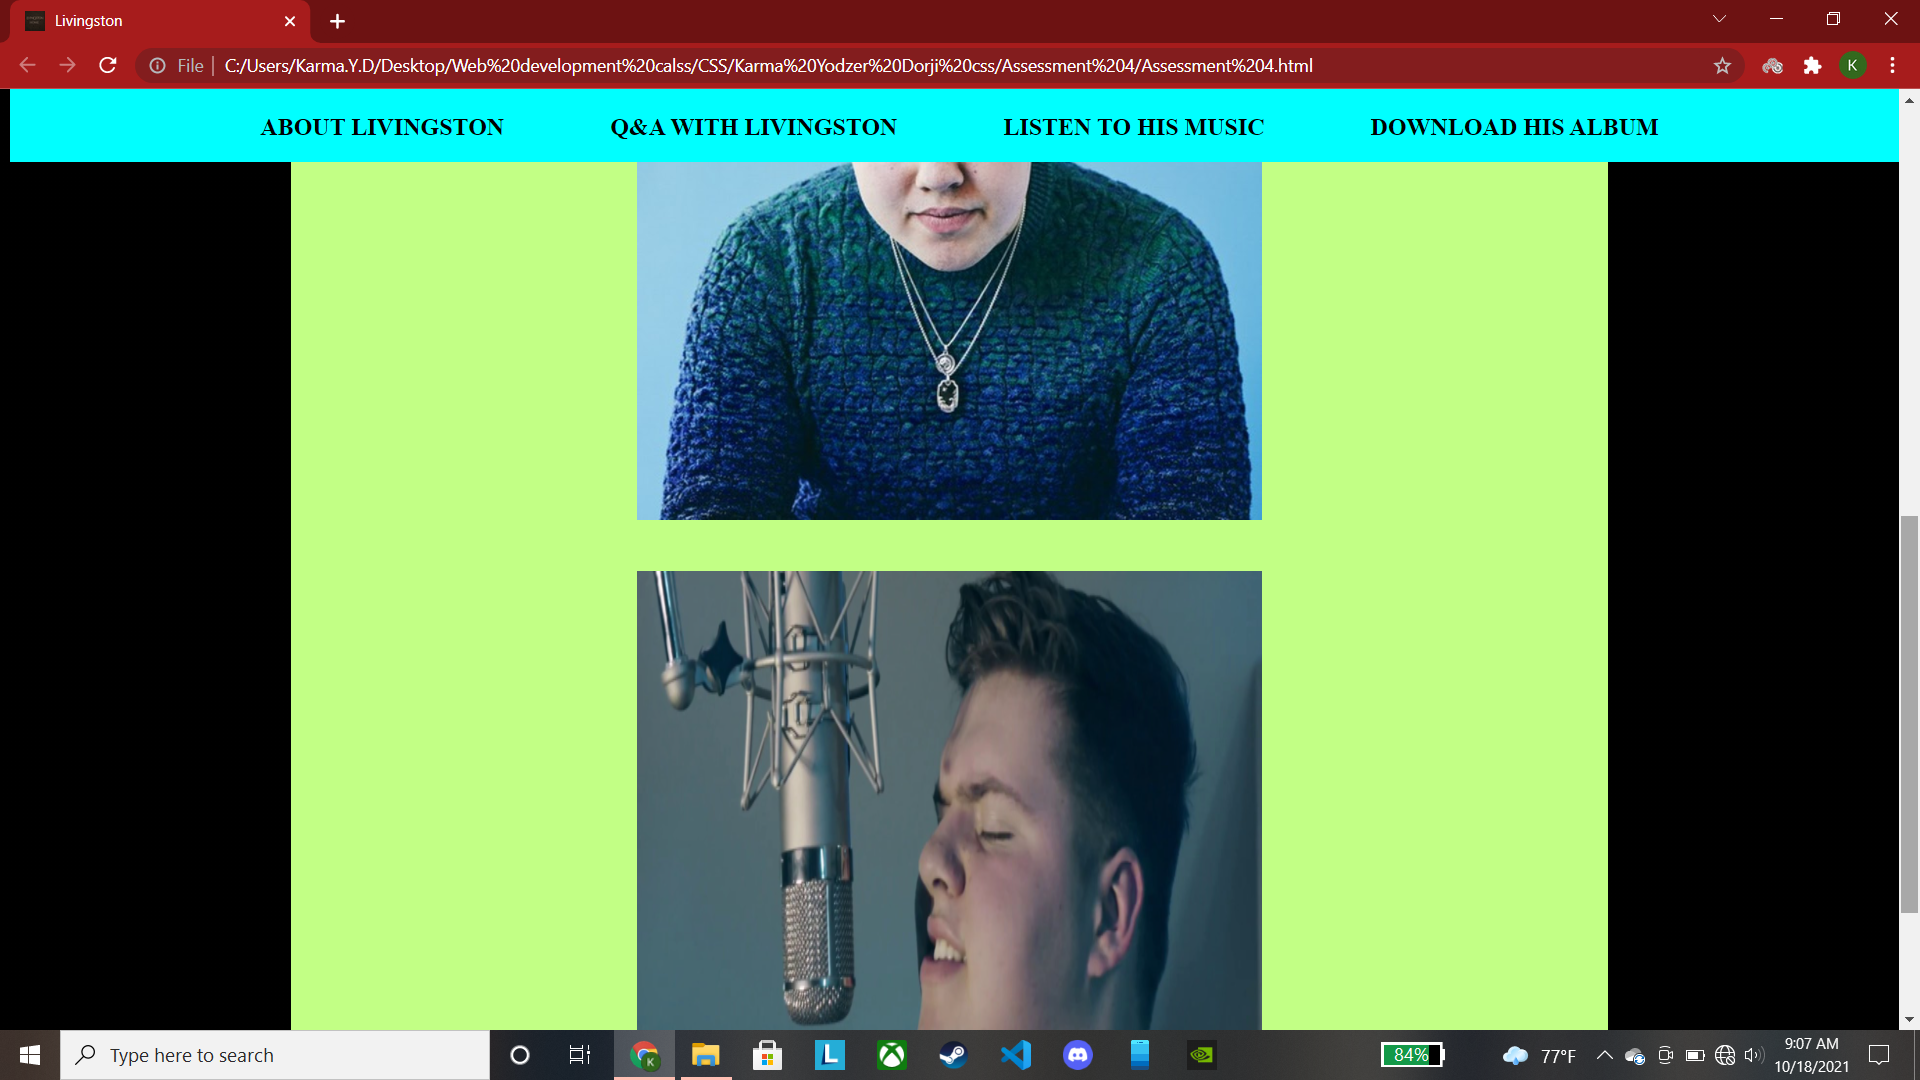 Livingston
File
C:/Users/Karma.Y.D/Desktop/Web%20development%20calss/CSS/Karma%20Yodzer%20Dorji%20css/Assessment%204/Assessment%204.html
K
ABOUT LIVINGSTON
Q&A WITH LIVINGSTON
LISTEN TO HIS MUSIC
DOWNLOAD HIS ALBUM
Type here to search
K
L
84%
77°F
9:07 AM
10/18/2021